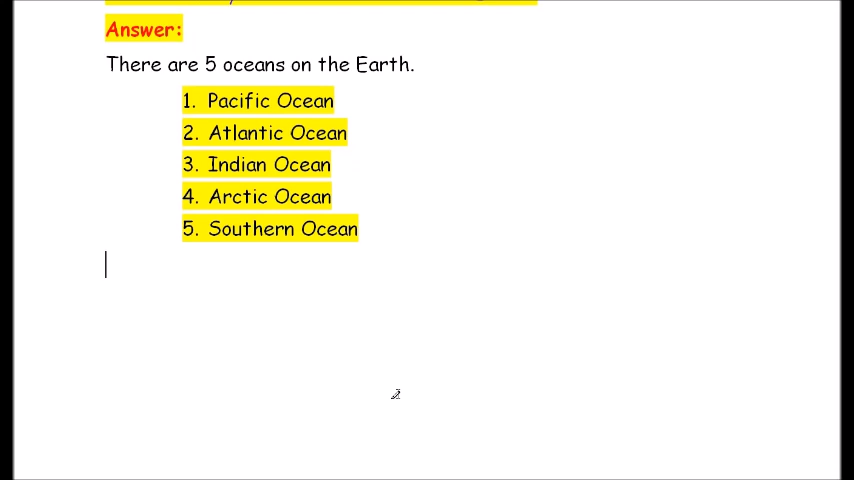 Answer:
There are 5 oceans on the Earth.
1. Pacific Ocean
2. Atlantic Ocean
3. Indian Ocean
4. Arctic Ocean
5. Southern Ocean